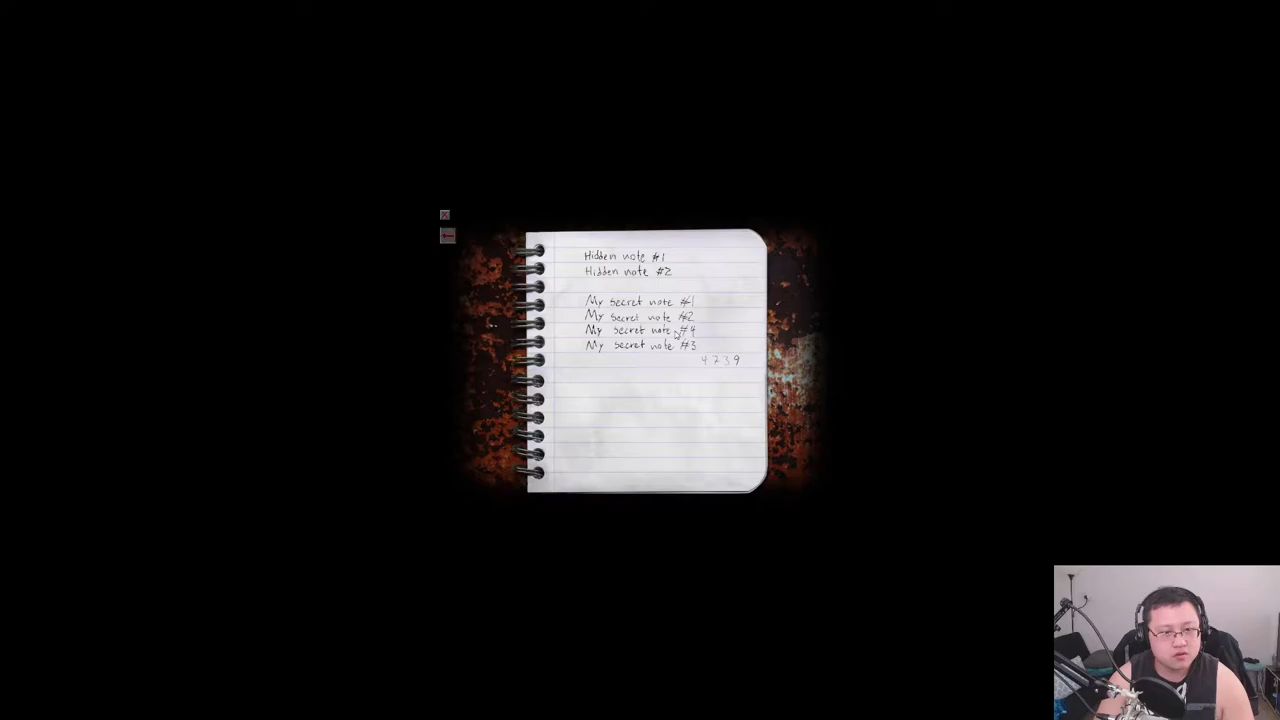 Hidden note #1
Hidden note #2
My secret note #1
My secret note #2
My secret note #4
My secret note #3
4739